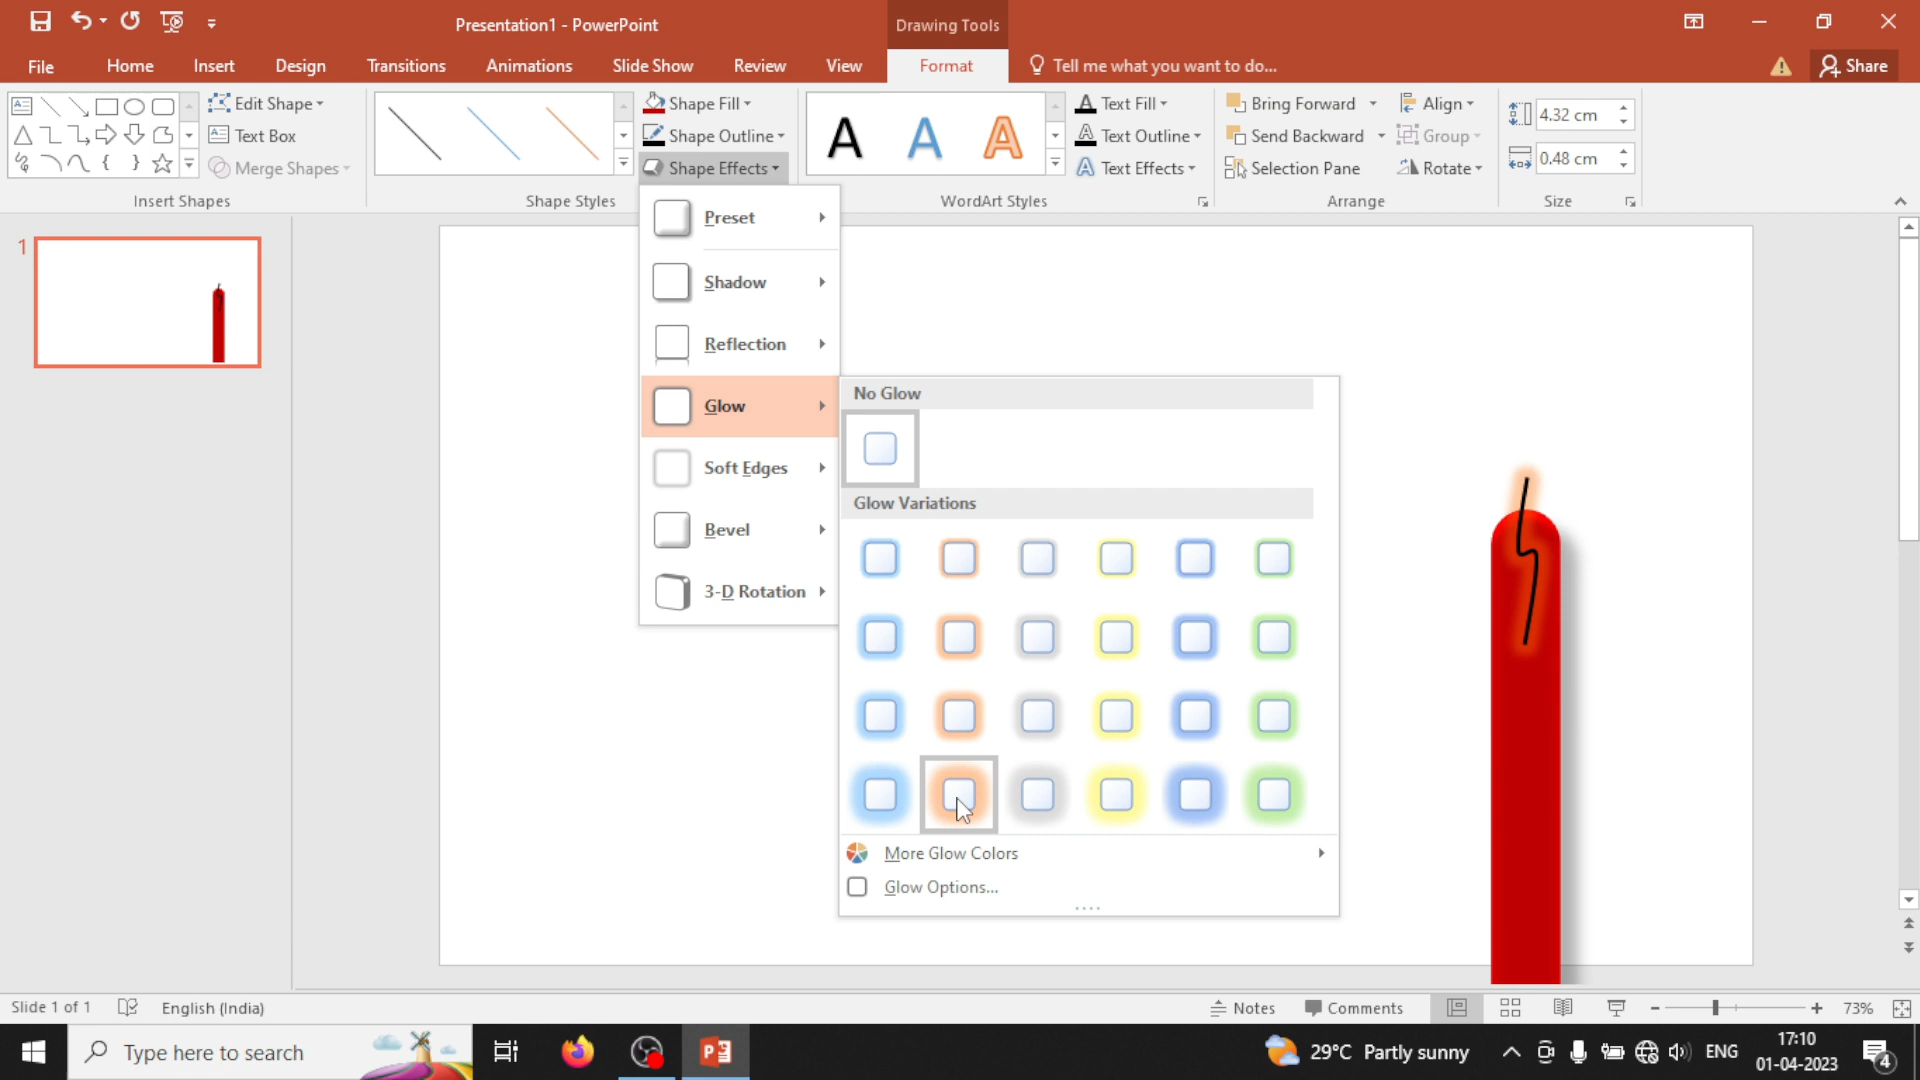 Presentation1 - PowerPoint
Drawing Tools
File
Home
Insert
Design
Transitions
Animations
Slide Show
Review
View
Format
Tell me what you want to do...
Share
Edit Shape
Text Box
Merge Shapes
Insert Shapes
Shape Styles
Shape Fill
Shape Outline
Shape Effects
A A A
WordArt Styles
Text Fill
Text Outline
Text Effects
Bring Forward
Send Backward
Selection Pane
Align
Group
Rotate
Arrange
4.32 cm
0.48 cm
Size
1
Preset
Shadow
Reflection
Glow
Soft Edges
Bevel
3-D Rotation
No Glow
Glow Variations
More Glow Colors
Glow Options...
Slide 1 of 1
English (India)
Notes
Comments
73%
Type here to search
29°C Partly sunny
ENG
17:10
01-04-2023
4